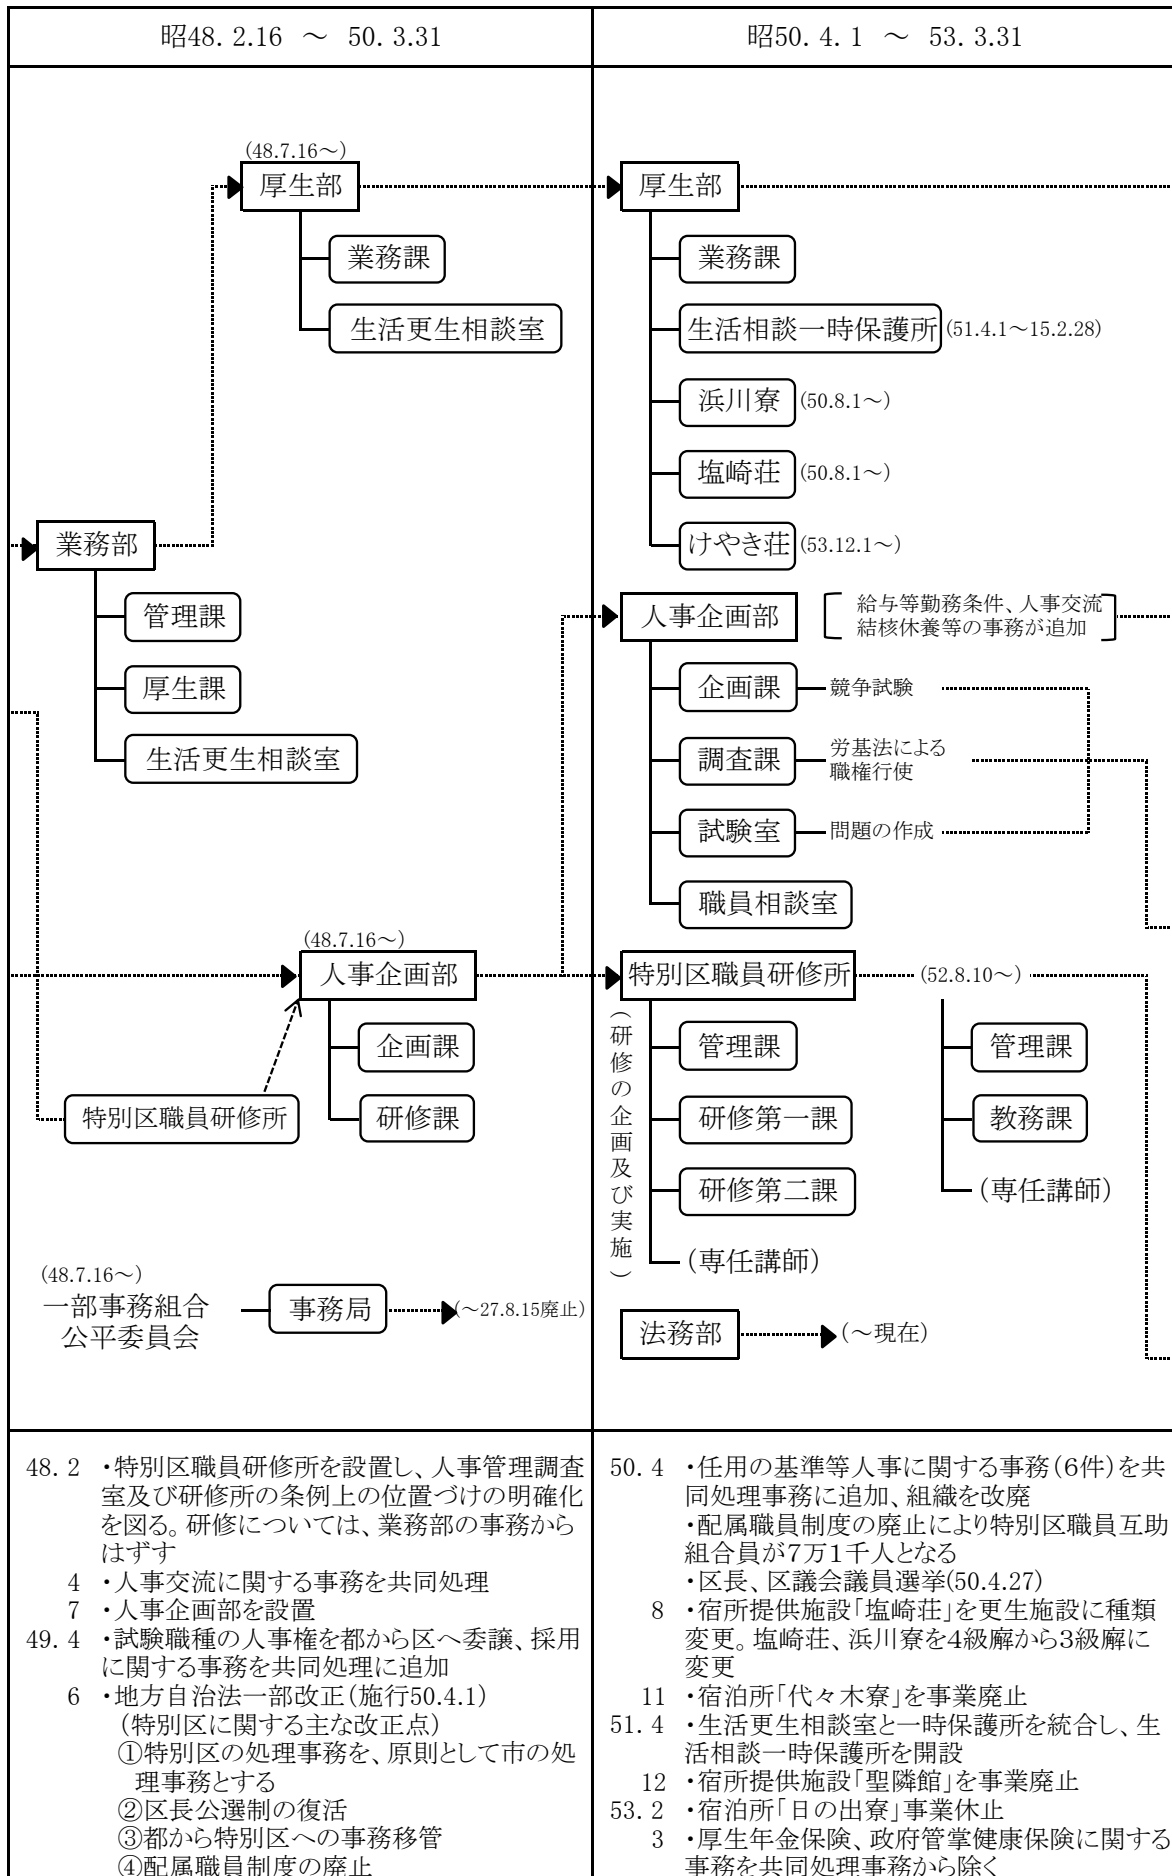 昭48. 2.16 ～ 50. 3.31
(48.7.16～)
厚生部
業務課
生活更生相談室
業務部
管理課
厚生課
生活更生相談室
(48.7.16～)
人事企画部
企画課
研修課
特別区職員研修所
(48.7.16～)
一部事務組合
公平委員会
事務局
(～27.8.15廃止)
昭50. 4. 1 ～ 53. 3.31
厚生部
業務課
生活相談一時保護所 (51.4.1～15.2.28)
浜川寮 (50.8.1～)
塩崎荘 (50.8.1～)
けやき荘 (53.12.1～)
人事企画部
給与等勤務条件、人事交流
結核休養等の事務が追加
企画課 競争試験
調査課
労基法による
職権行使
試験室 問題の作成
職員相談室
特別区職員研修所 (52.8.10～)
（研修の企画及び実施）
管理課
研修第一課
研修第二課
(専任講師)
管理課
教務課
(専任講師)
法務部 (～現在)
48. 2 ・特別区職員研修所を設置し、人事管理調査
室及び研修所の条例上の位置づけの明確化
を図る。研修については、業務部の事務から
はずす
4 ・人事交流に関する事務を共同処理
7 ・人事企画部を設置
49. 4 ・試験職種の人事権を都から区へ委譲、採用
に関する事務を共同処理に追加
6 ・地方自治法一部改正(施行50.4.1)
(特別区に関する主な改正点)
①特別区の処理事務を、原則として市の処
理事務とする
②区長公選制の復活
③都から特別区への事務移管
④配属職員制度の廃止
50. 4 ・任用の基準等人事に関する事務(6件)を共
同処理事務に追加、組織を改廃
・配属職員制度の廃止により特別区職員互助
組合員が7万1千人となる
・区長、区議会議員選挙(50.4.27)
8 ・宿所提供施設「塩崎荘」を更生施設に種類
変更。塩崎荘、浜川寮を4級廨から3級廨に
変更
11 ・宿泊所「代々木寮」を事業廃止
51. 4 ・生活更生相談室と一時保護所を統合し、生
活相談一時保護所を開設
12 ・宿所提供施設「聖隣館」を事業廃止
53. 2 ・宿泊所「日の出寮」事業休止
3 ・厚生年金保険、政府管掌健康保険に関する
事務を共同処理事務から除く